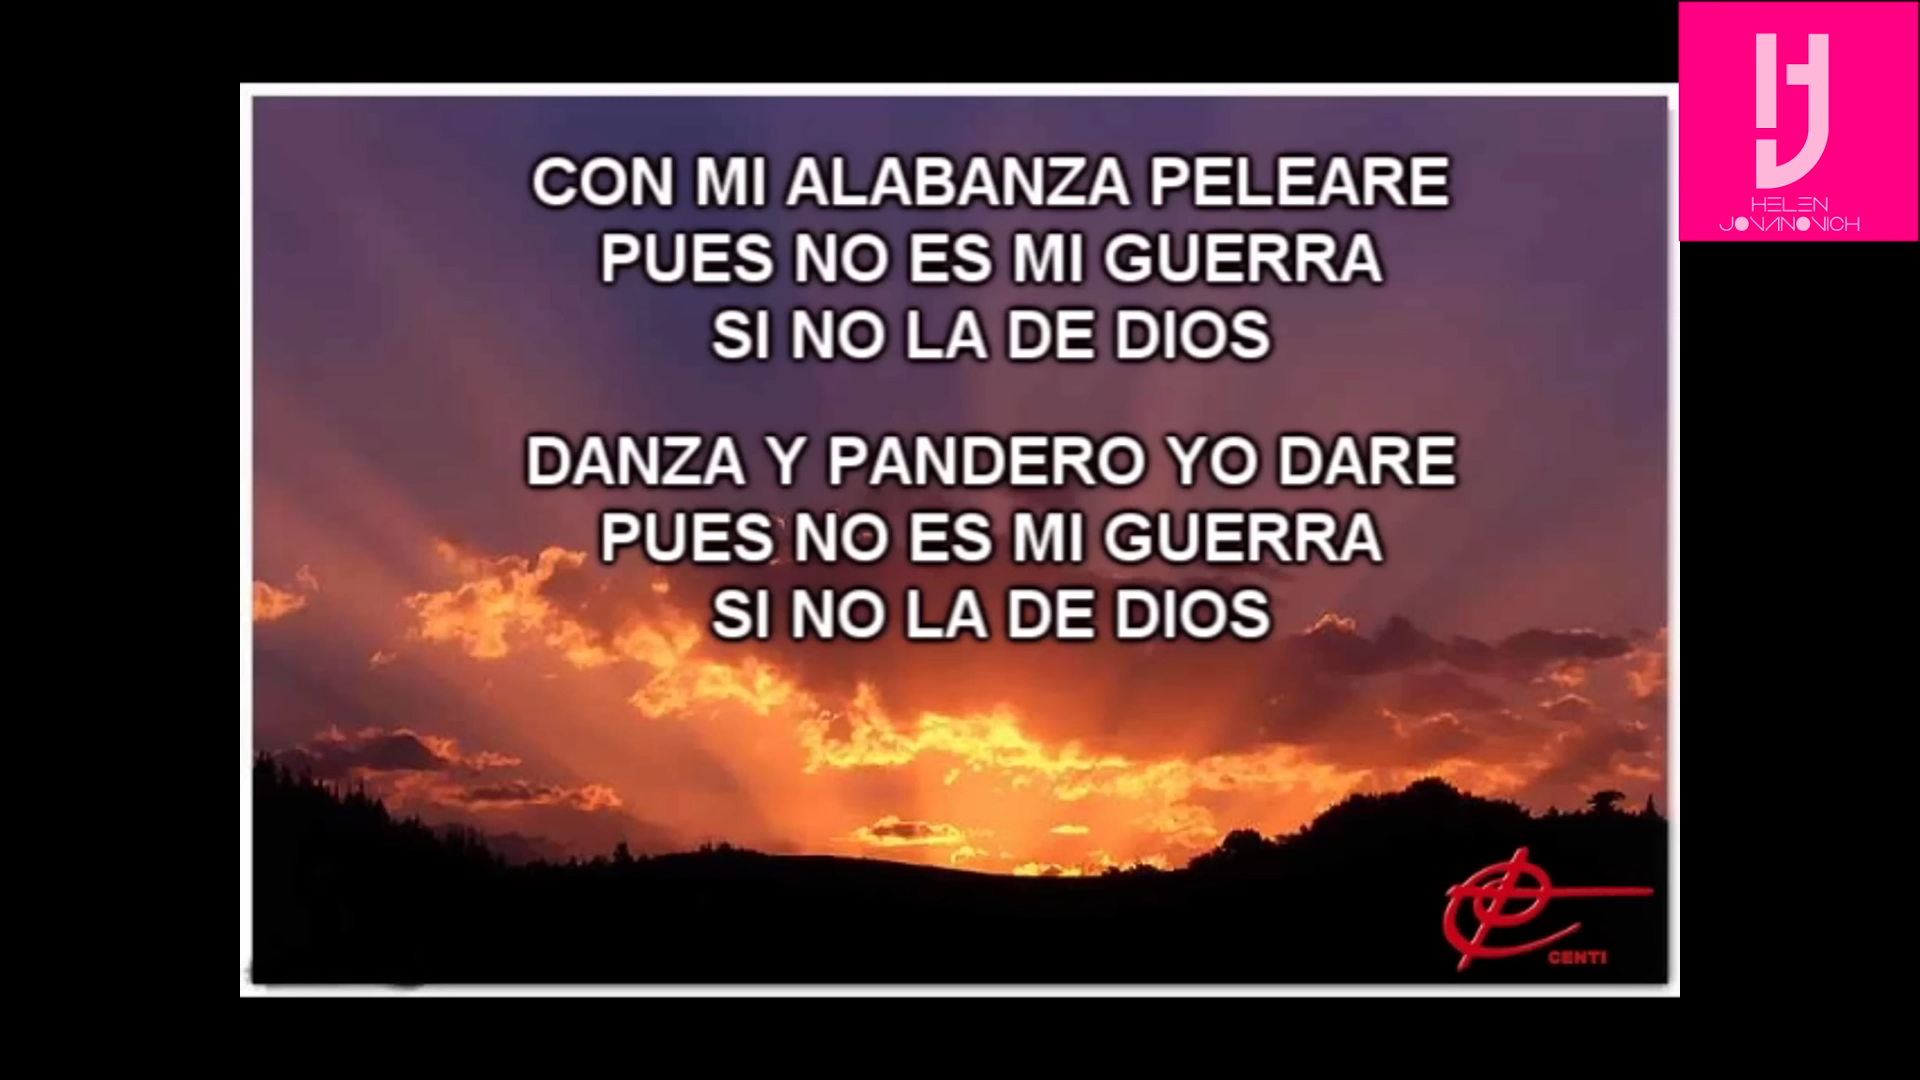 CON MI ALABANZA PELEARE
PUES NO ES MI GUERRA
SI NO LA DE DIOS
DANZA Y PANDERO YO DARE
PUES NO ES MI GUERRA
SI NO LA DE DIOS
CENTI
HJ
HELEN
JOVANOVICH